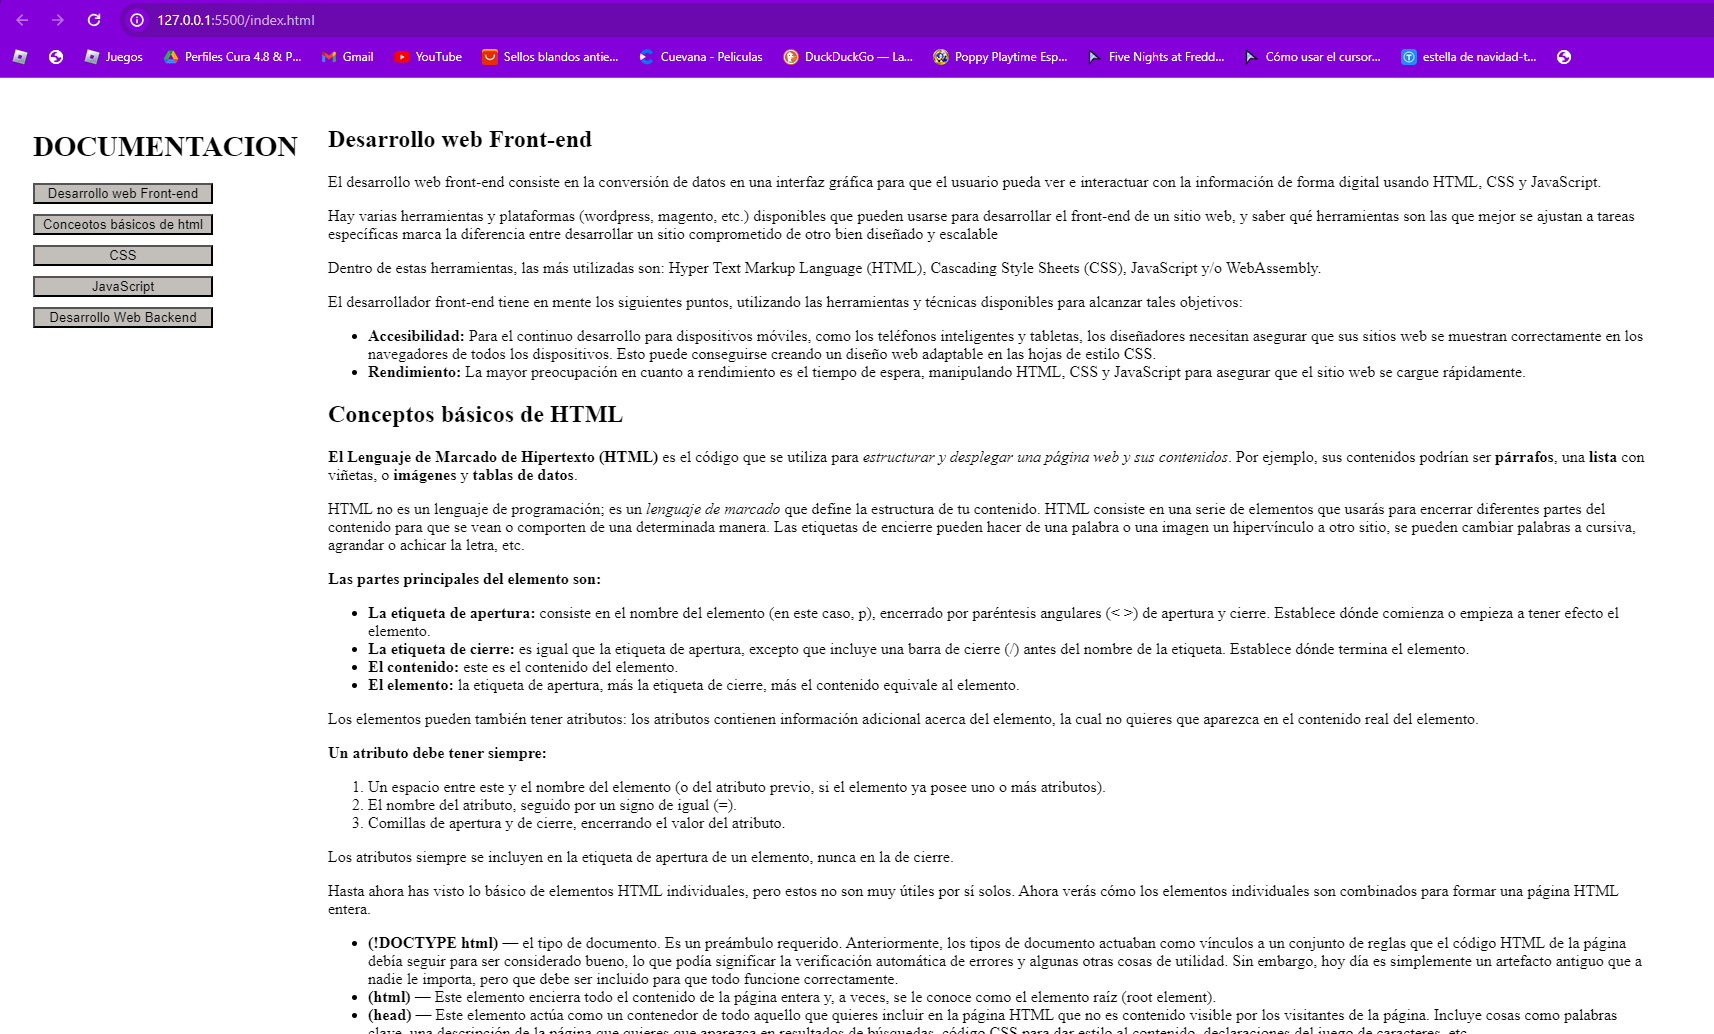 127.0.0.1:5500/index.html
Juegos
Perfiles Cura 4.8 & P...
Gmail
YouTube
Sellos blandos antie...
Cuevana - Peliculas
DuckDuckGo — La...
Poppy Playtime Esp...
Five Nights at Fredd...
Cómo usar el cursor...
estella de navidad-t...
DOCUMENTACION
Desarrollo web Front-end
Conceotos básicos de html
CSS
JavaScript
Desarrollo Web Backend
Desarrollo web Front-end
El desarrollo web front-end consiste en la conversión de datos en una interfaz gráfica para que el usuario pueda ver e interactuar con la información de forma digital usando HTML, CSS y JavaScript.
Hay varias herramientas y plataformas (wordpress, magento, etc.) disponibles que pueden usarse para desarrollar el front-end de un sitio web, y saber qué herramientas son las que mejor se ajustan a tareas
específicas marca la diferencia entre desarrollar un sitio comprometido de otro bien diseñado y escalable
Dentro de estas herramientas, las más utilizadas son: Hyper Text Markup Language (HTML), Cascading Style Sheets (CSS), JavaScript y/o WebAssembly.
El desarrollador front-end tiene en mente los siguientes puntos, utilizando las herramientas y técnicas disponibles para alcanzar tales objetivos:
• Accesibilidad: Para el continuo desarrollo para dispositivos móviles, como los teléfonos inteligentes y tabletas, los diseñadores necesitan asegurar que sus sitios web se muestran correctamente en los
navegadores de todos los dispositivos. Esto puede conseguirse creando un diseño web adaptable en las hojas de estilo CSS.
• Rendimiento: La mayor preocupación en cuanto a rendimiento es el tiempo de espera, manipulando HTML, CSS y JavaScript para asegurar que el sitio web se cargue rápidamente.
Conceptos básicos de HTML
El Lenguaje de Marcado de Hipertexto (HTML) es el código que se utiliza para estructurar y desplegar una página web y sus contenidos. Por ejemplo, sus contenidos podrían ser párrafos, una lista con
viñetas, o imágenes y tablas de datos.
HTML no es un lenguaje de programación; es un lenguaje de marcado que define la estructura de tu contenido. HTML consiste en una serie de elementos que usarás para encerrar diferentes partes del
contenido para que se vean o comporten de una determinada manera. Las etiquetas de encierre pueden hacer de una palabra o una imagen un hipervínculo a otro sitio, se pueden cambiar palabras a cursiva,
agrandar o achicar la letra, etc.
Las partes principales del elemento son:
• La etiqueta de apertura: consiste en el nombre del elemento (en este caso, p), encerrado por paréntesis angulares (< >) de apertura y cierre. Establece dónde comienza o empieza a tener efecto el
elemento.
• La etiqueta de cierre: es igual que la etiqueta de apertura, excepto que incluye una barra de cierre (/) antes del nombre de la etiqueta. Establece dónde termina el elemento.
• El contenido: este es el contenido del elemento.
• El elemento: la etiqueta de apertura, más la etiqueta de cierre, más el contenido equivale al elemento.
Los elementos pueden también tener atributos: los atributos contienen información adicional acerca del elemento, la cual no quieres que aparezca en el contenido real del elemento.
Un atributo debe tener siempre:
1. Un espacio entre este y el nombre del elemento (o del atributo previo, si el elemento ya posee uno o más atributos).
2. El nombre del atributo, seguido por un signo de igual (=).
3. Comillas de apertura y de cierre, encerrando el valor del atributo.
Los atributos siempre se incluyen en la etiqueta de apertura de un elemento, nunca en la de cierre.
Hasta ahora has visto lo básico de elementos HTML individuales, pero estos no son muy útiles por sí solos. Ahora verás cómo los elementos individuales son combinados para formar una página HTML
entera.
• (!DOCTYPE html) — el tipo de documento. Es un preámbulo requerido. Anteriormente, los tipos de documento actuaban como vínculos a un conjunto de reglas que el código HTML de la página
debía seguir para ser considerado bueno, lo que podía significar la verificación automática de errores y algunas otras cosas de utilidad. Sin embargo, hoy día es simplemente un artefacto antiguo que a
nadie le importa, pero que debe ser incluido para que todo funcione correctamente.
• (html) — Este elemento encierra todo el contenido de la página entera y, a veces, se le conoce como el elemento raíz (root element).
• (head) — Este elemento actúa como un contenedor de todo aquello que quieres incluir en la página HTML que no es contenido visible por los visitantes de la página. Incluye cosas como palabras
clave, una descripción de la página que quieres que aparezca en resultados de búsquedas, código CSS para dar estilo al contenido, declaraciones del juego de caracteres, etc.